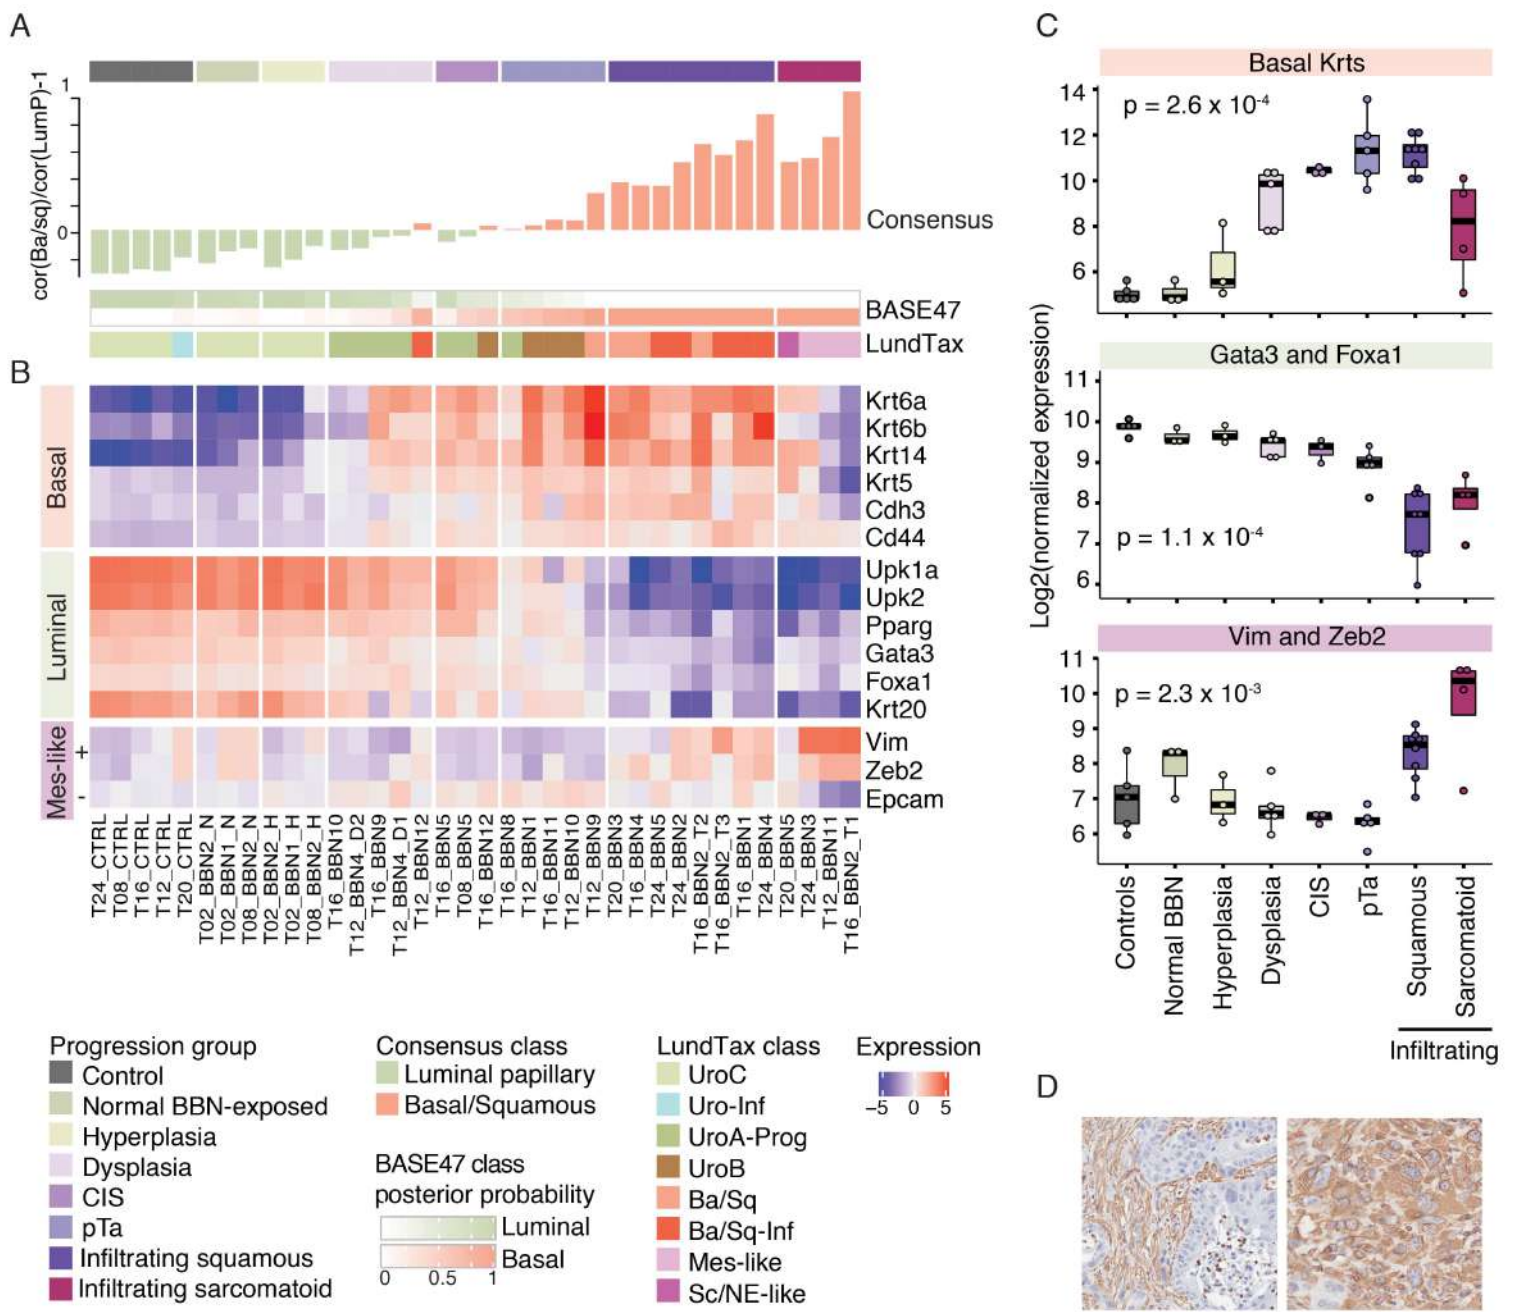 A
cor(Ba/sq)/cor(LumP)-1
1
0
Consensus
BASE47
LundTax
B
Basal
Krt6a
Krt6b
Krt14
Krt5
Cdh3
Cd44
Luminal
Upk1a
Upk2
Pparg
Gata3
Foxa1
Krt20
Mes-like
+
-
Vim
Zeb2
Epcam
T24_CTRL
T08_CTRL
T16_CTRL
T12_CTRL
T20_CTRL
T02_BBN2_N
T02_BBN1_N
T08_BBN2_N
T02_BBN2_H
T02_BBN1_H
T08_BBN2_H
T16_BBN10
T12_BBN4_D2
T16_BBN9
T12_BBN4_D1
T12_BBN12
T16_BBN5
T08_BBN5
T16_BBN12
T16_BBN8
T12_BBN1
T16_BBN11
T12_BBN10
T12_BBN9
T20_BBN3
T16_BBN4
T24_BBN5
T24_BBN2
T16_BBN2_T2
T16_BBN2_T3
T16_BBN1
T24_BBN4
T20_BBN5
T24_BBN3
T12_BBN11
T16_BBN2_T1
Progression group
Control
Normal BBN-exposed
Hyperplasia
Dysplasia
CIS
pTa
Infiltrating squamous
Infiltrating sarcomatoid
Consensus class
Luminal papillary
Basal/Squamous
BASE47 class
posterior probability
Luminal
Basal
0 0.5 1
LundTax class
UroC
Uro-Inf
UroA-Prog
UroB
Ba/Sq
Ba/Sq-Inf
Mes-like
Sc/NE-like
Expression
−5 0 5
C
Log2(normalized expression)
Basal Krts
14
12
10
8
6
p = 2.6 x 10-4
Gata3 and Foxa1
11
10
9
8
7
6
p = 1.1 x 10-4
Vim and Zeb2
11
10
9
8
7
6
p = 2.3 x 10-3
Controls
Normal BBN
Hyperplasia
Dysplasia
CIS
pTa
Squamous
Sarcomatoid
Infiltrating
D